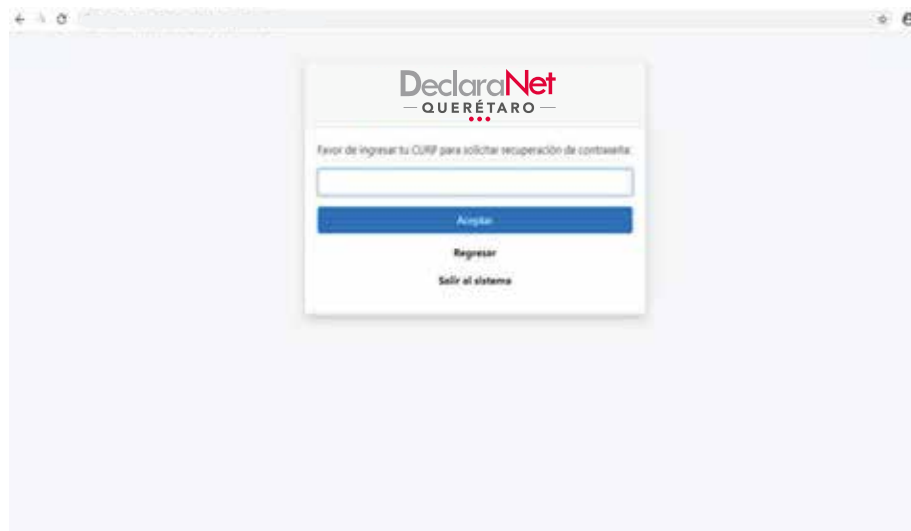 DeclaraNet
QUERÉTARO
Favor de ingresar tu CURP para solicitar recuperación de contraseña:
Aceptar
Regresar
Salir al sistema